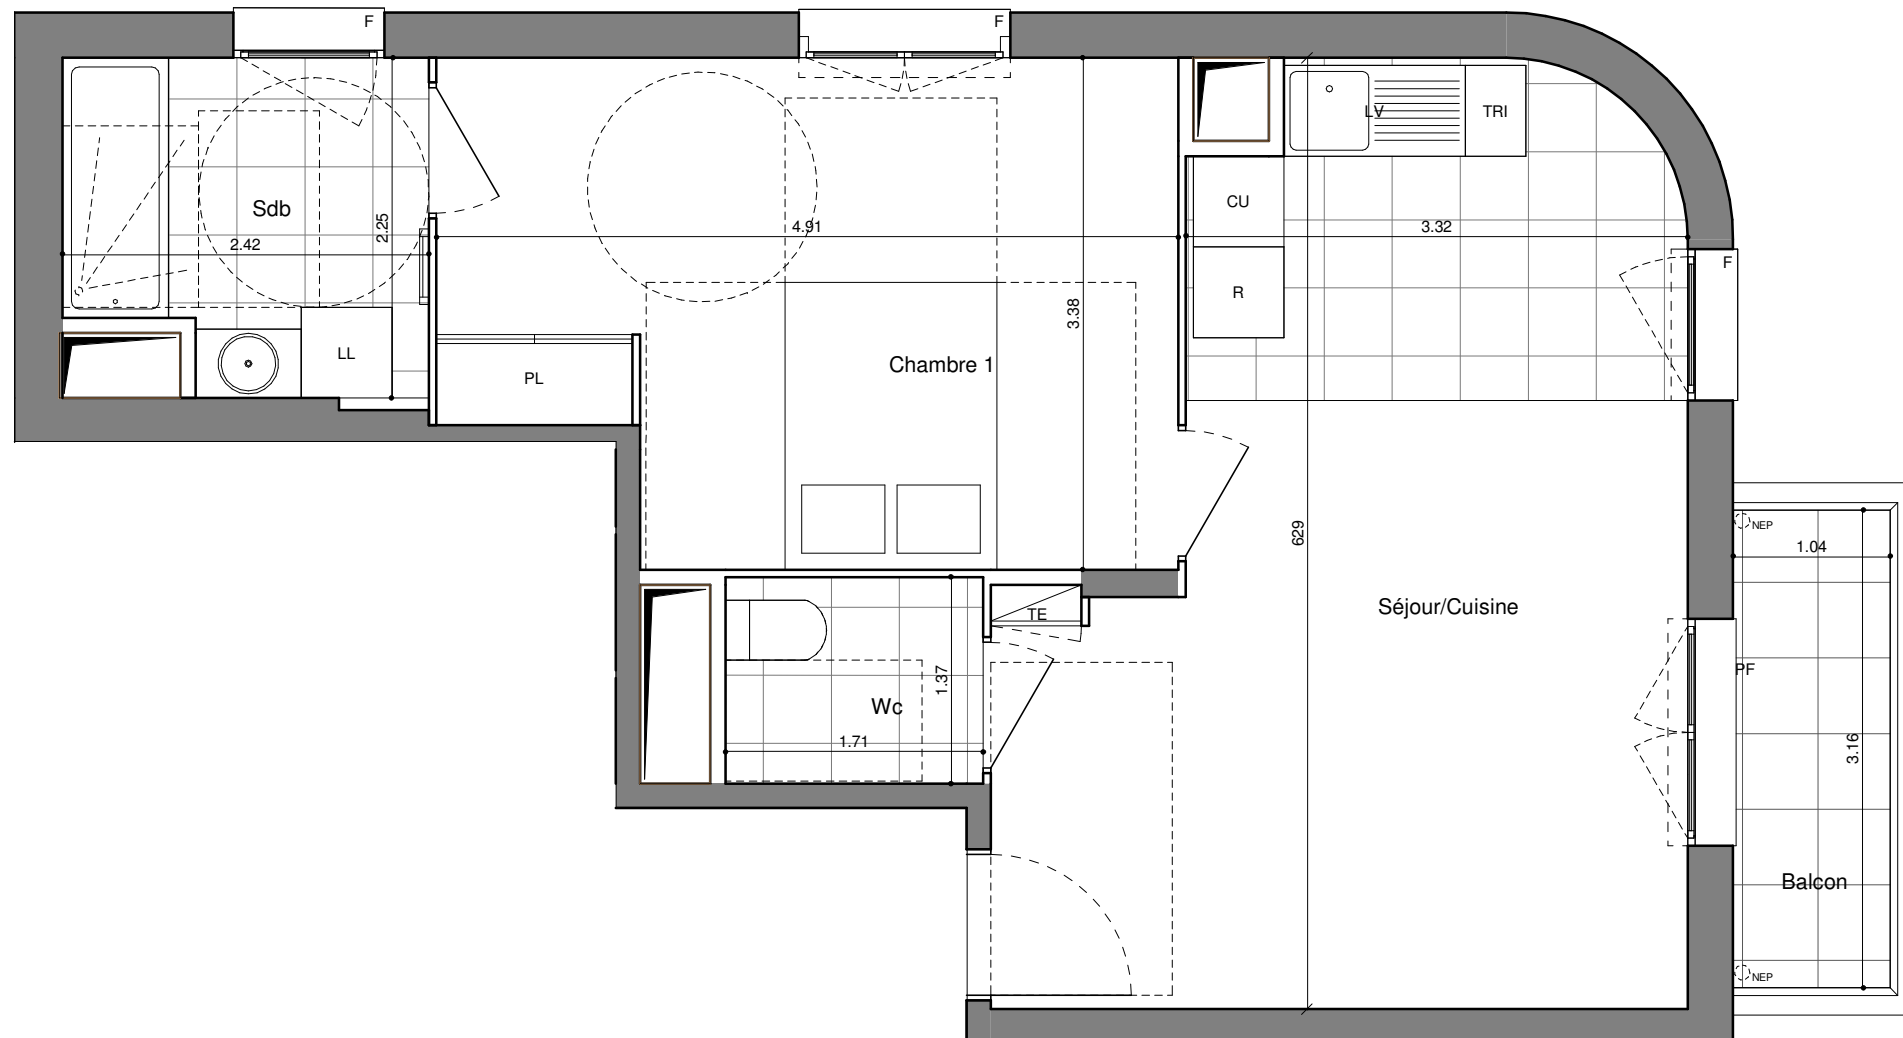 F
F
LV
TRI
Sdb
2.25
2.42
4.91
CU
3.32
F
R
3.38
LL
PL
Chambre 1
629
NEP
1.04
Séjour/Cuisine
TE
1.37
Wc
1.71
PF
3.16
Balcon
NEP